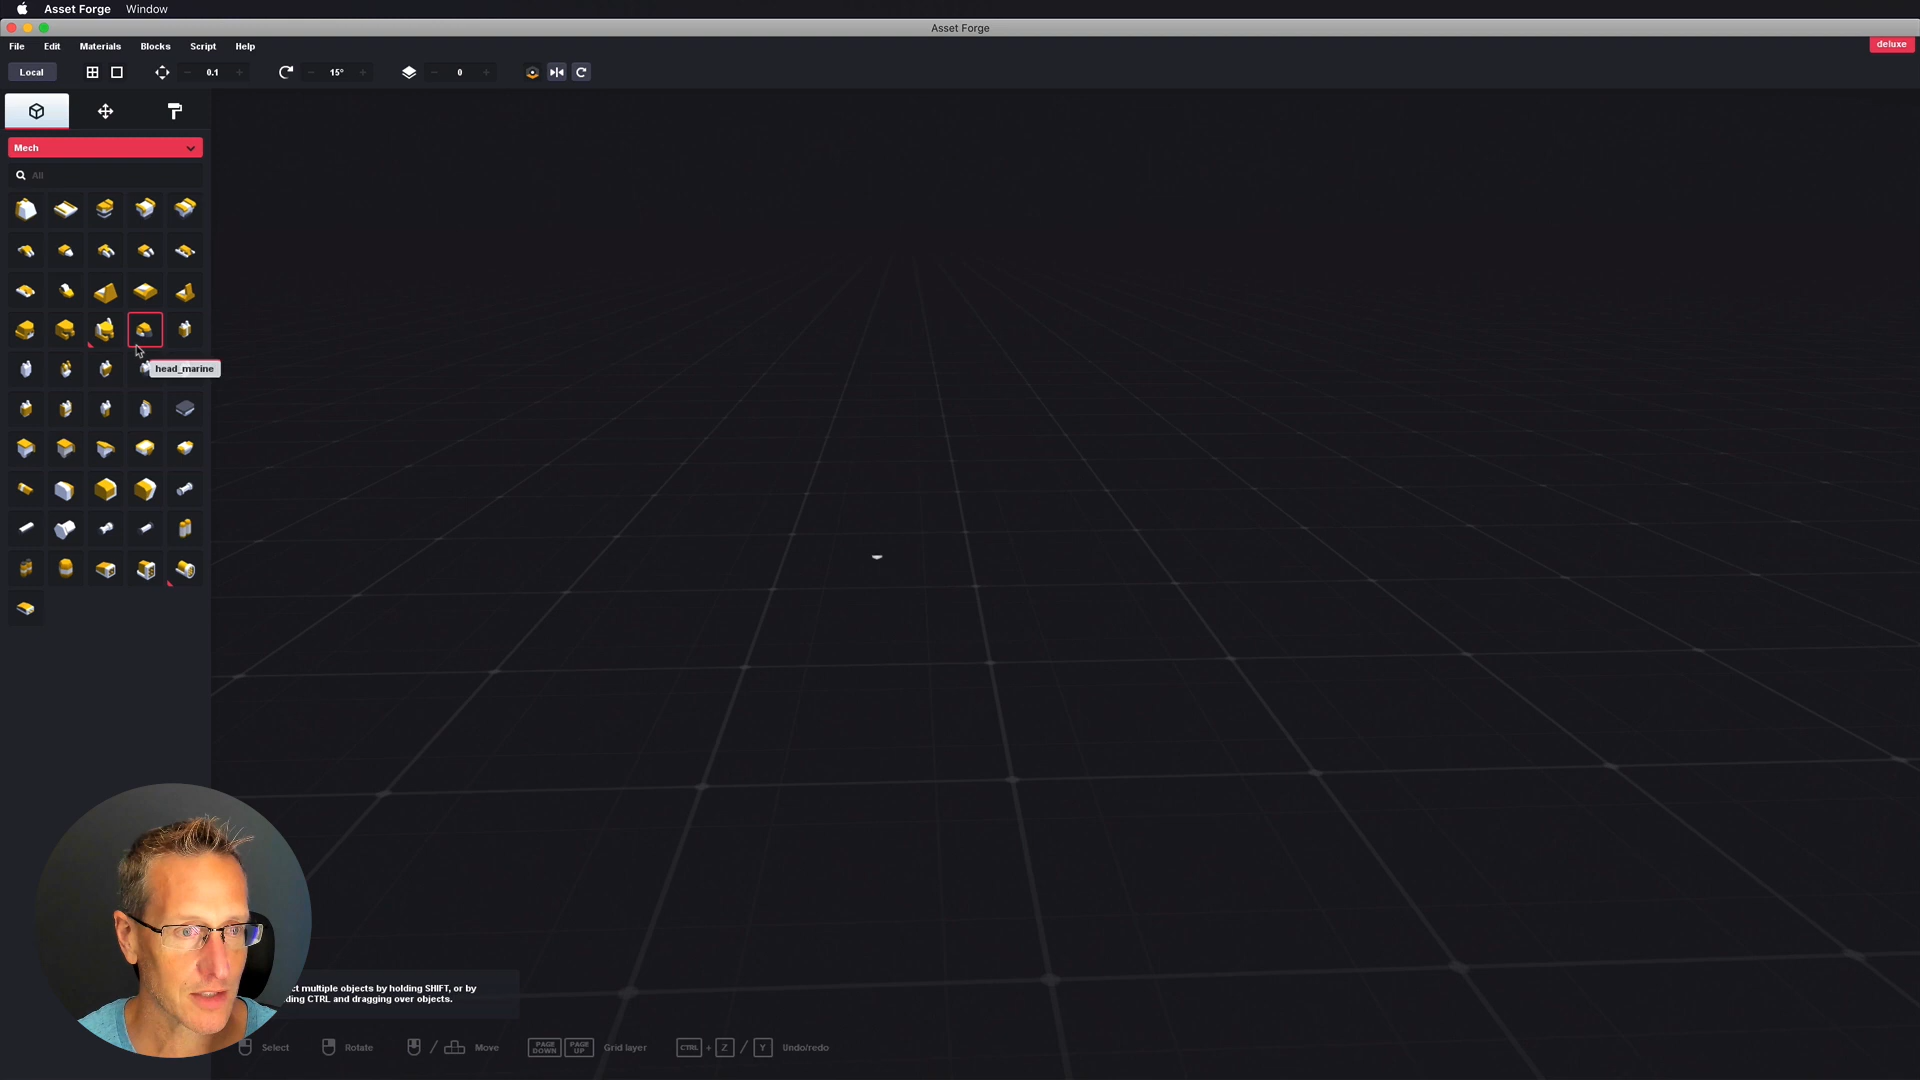 Asset Forge Window
Asset Forge
File Edit Materials Blocks Script Help
deluxe
Local 0.1 15° 0
Mech
All
head_marine
ct multiple objects by holding SHIFT, or by
ding CTRL and dragging over objects.
Select Rotate / Move PAGE DOWN PAGE UP Grid layer CTRL + Z / Y Undo/redo